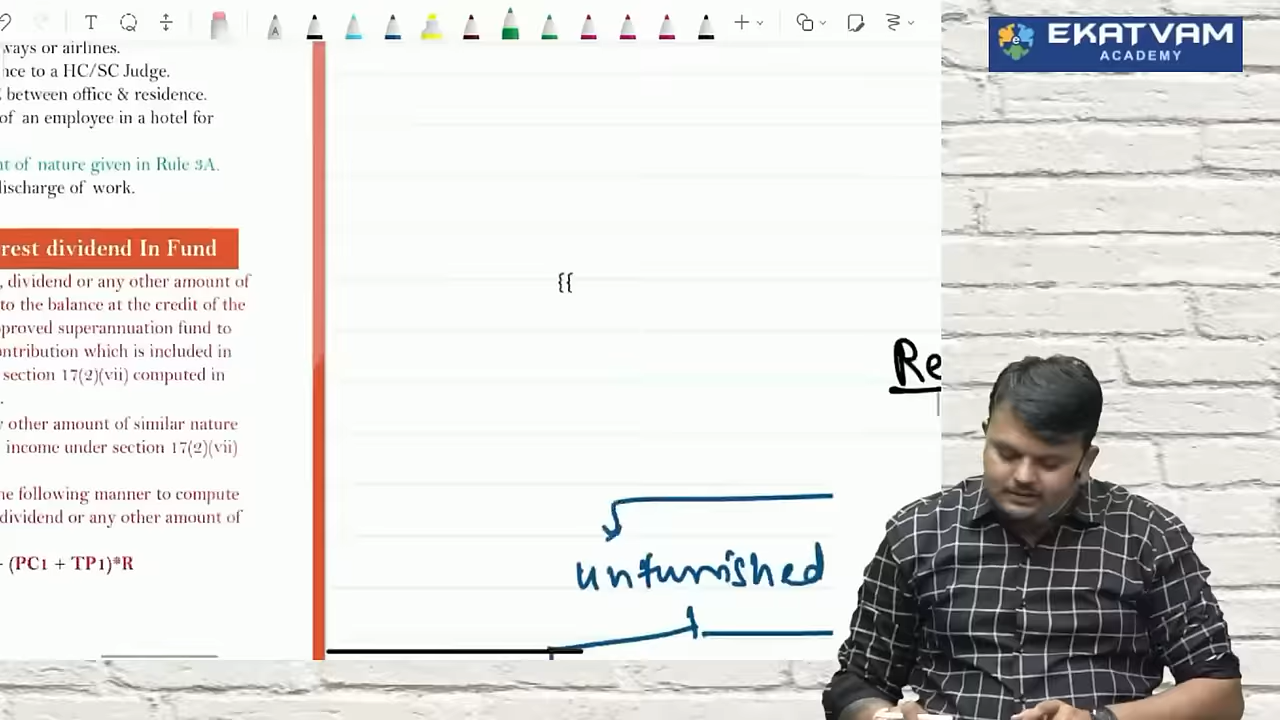 T
A
ways or airlines.
nce to a HC/SC Judge.
between office & residence.
of an employee in a hotel for
nt of nature given in Rule 3A.
discharge of work.
rest dividend In Fund
, dividend or any other amount of
to the balance at the credit of the
proved superannuation fund to
ontribution which is included in
section 17(2)(vii) computed in
.
y other amount of similar nature
income under section 17(2)(vii)
he following manner to compute
dividend or any other amount of
- (PC1 + TP1)*R
{{
Re
unfurnished
EKATVAM
ACADEMY